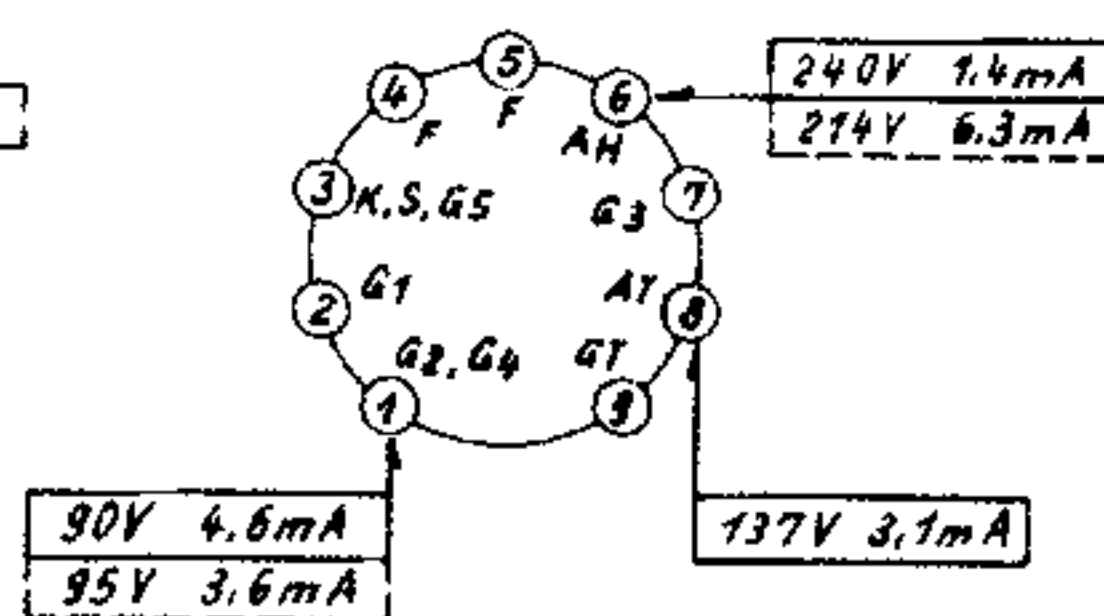 5
4
6
F
F
AH
240V 1.4mA
214V 6.3mA
3
K,S,G5
G3
7
2
G1
AT
8
G2,G4
GT
1
9
90V 4.6mA
95V 3,6mA
137V 3,1mA